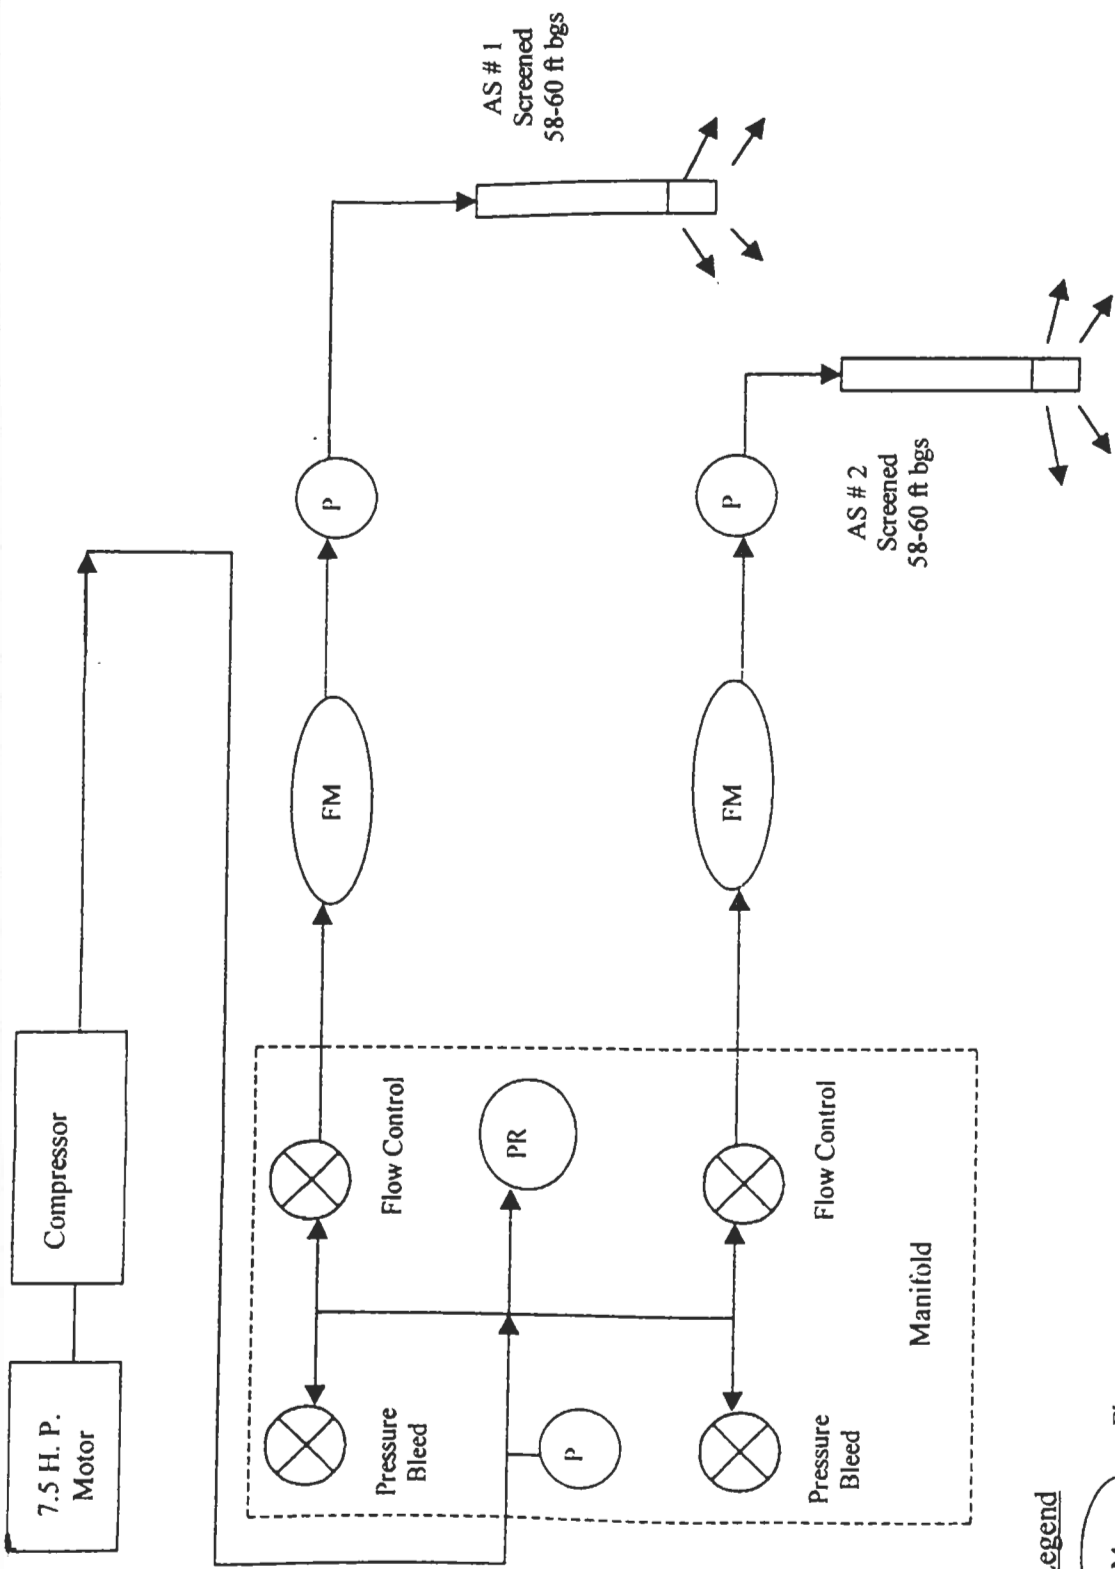 7.5 H. P.
Motor
Compressor
Pressure
Bleed
Flow Control
FM
P
AS # 1
Screened
58-60 ft bgs
P
PR
Pressure
Bleed
Flow Control
FM
P
AS # 2
Screened
58-60 ft bgs
Manifold